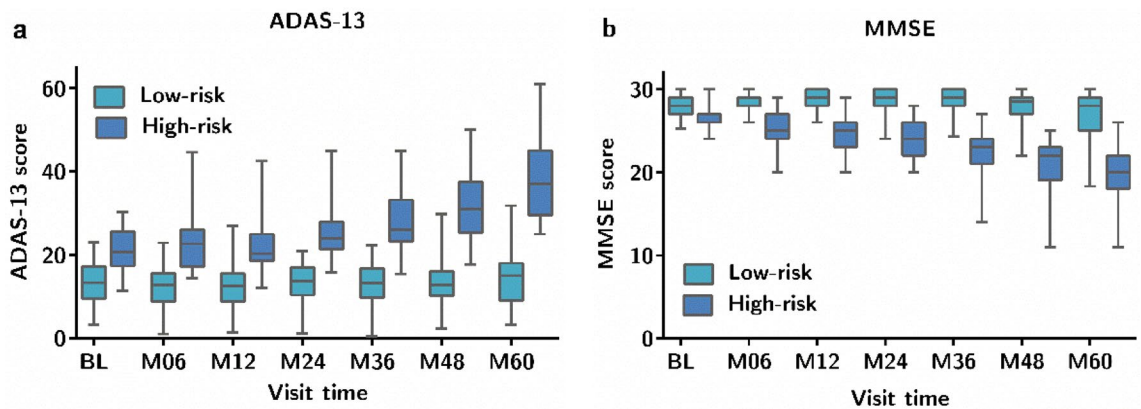 a
ADAS-13
ADAS-13 score
60
40
20
0
Low-risk
High-risk
BL M06 M12 M24 M36 M48 M60
Visit time
b
MMSE
MMSE score
30
20
10
0
Low-risk
High-risk
BL M06 M12 M24 M36 M48 M60
Visit time